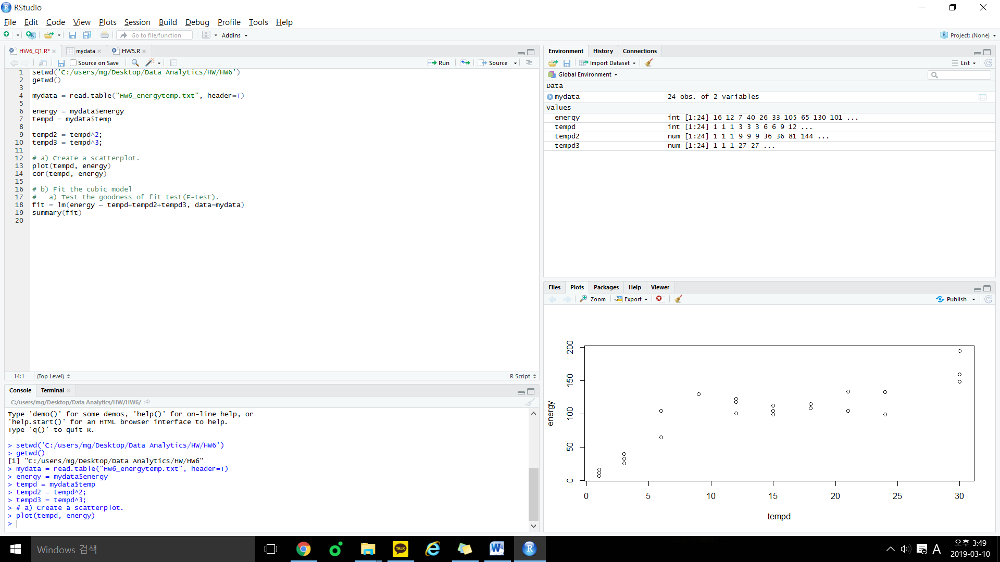 RStudio
File Edit Code View Plots Session Build Debug Profile Tools Help
Go to file/function Addins Project: (None)
HW6_Q1.R* mydata HW5.R
Source on Save Run Source
1 setwd('C:/users/mg/Desktop/Data Analytics/HW/HW6')
2 getwd()
3
4 mydata = read.table("HW6_energytemp.txt", header=T)
5
6 energy = mydata$energy
7 tempd = mydata$temp
8
9 tempd2 = tempd^2;
10 tempd3 = tempd^3;
11
12 # a) Create a scatterplot.
13 plot(tempd, energy)
14 cor(tempd, energy)
15
16 # b) Fit the cubic model
17 #   a) Test the goodness of fit test(F-test).
18 fit = lm(energy ~ tempd+tempd2+tempd3, data=mydata)
19 summary(fit)
20
14:1 (Top Level) R Script
Console Terminal
C:/users/mg/Desktop/Data Analytics/HW/HW6/
Type 'demo()' for some demos, 'help()' for on-line help, or
'help.start()' for an HTML browser interface to help.
Type 'q()' to quit R.
> setwd('C:/users/mg/Desktop/Data Analytics/HW/HW6')
> getwd()
[1] "C:/users/mg/Desktop/Data Analytics/HW/HW6"
> mydata = read.table("HW6_energytemp.txt", header=T)
> energy = mydata$energy
> tempd = mydata$temp
> tempd2 = tempd^2;
> tempd3 = tempd^3;
> # a) Create a scatterplot.
> plot(tempd, energy)
>
Environment History Connections
Import Dataset List
Global Environment
Data
mydata 24 obs. of 2 variables
Values
energy int [1:24] 16 12 7 40 26 33 105 65 130 101 ...
tempd int [1:24] 1 1 1 3 3 3 6 6 9 12 ...
tempd2 num [1:24] 1 1 1 9 9 9 36 36 81 144 ...
tempd3 num [1:24] 1 1 1 27 27 ...
Files Plots Packages Help Viewer
Zoom Export Publish
200
150
100
50
0
energy
0 5 10 15 20 25 30
tempd
Windows 검색
TALK
A
오후 3:49
2019-03-10